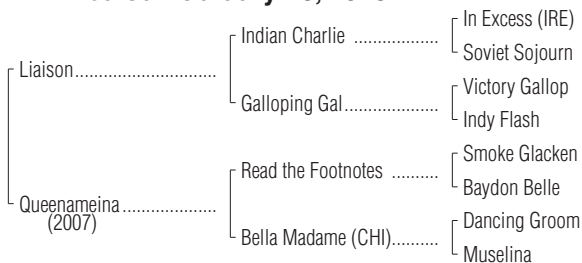 In Excess (IRE)
Indian Charlie
Soviet Sojourn
Liaison
Victory Gallop
Galloping Gal
Indy Flash
Smoke Glacken
Read the Footnotes
Baydon Belle
Queenameina
(2007)
Dancing Groom
Bella Madame (CHI)
Muselina